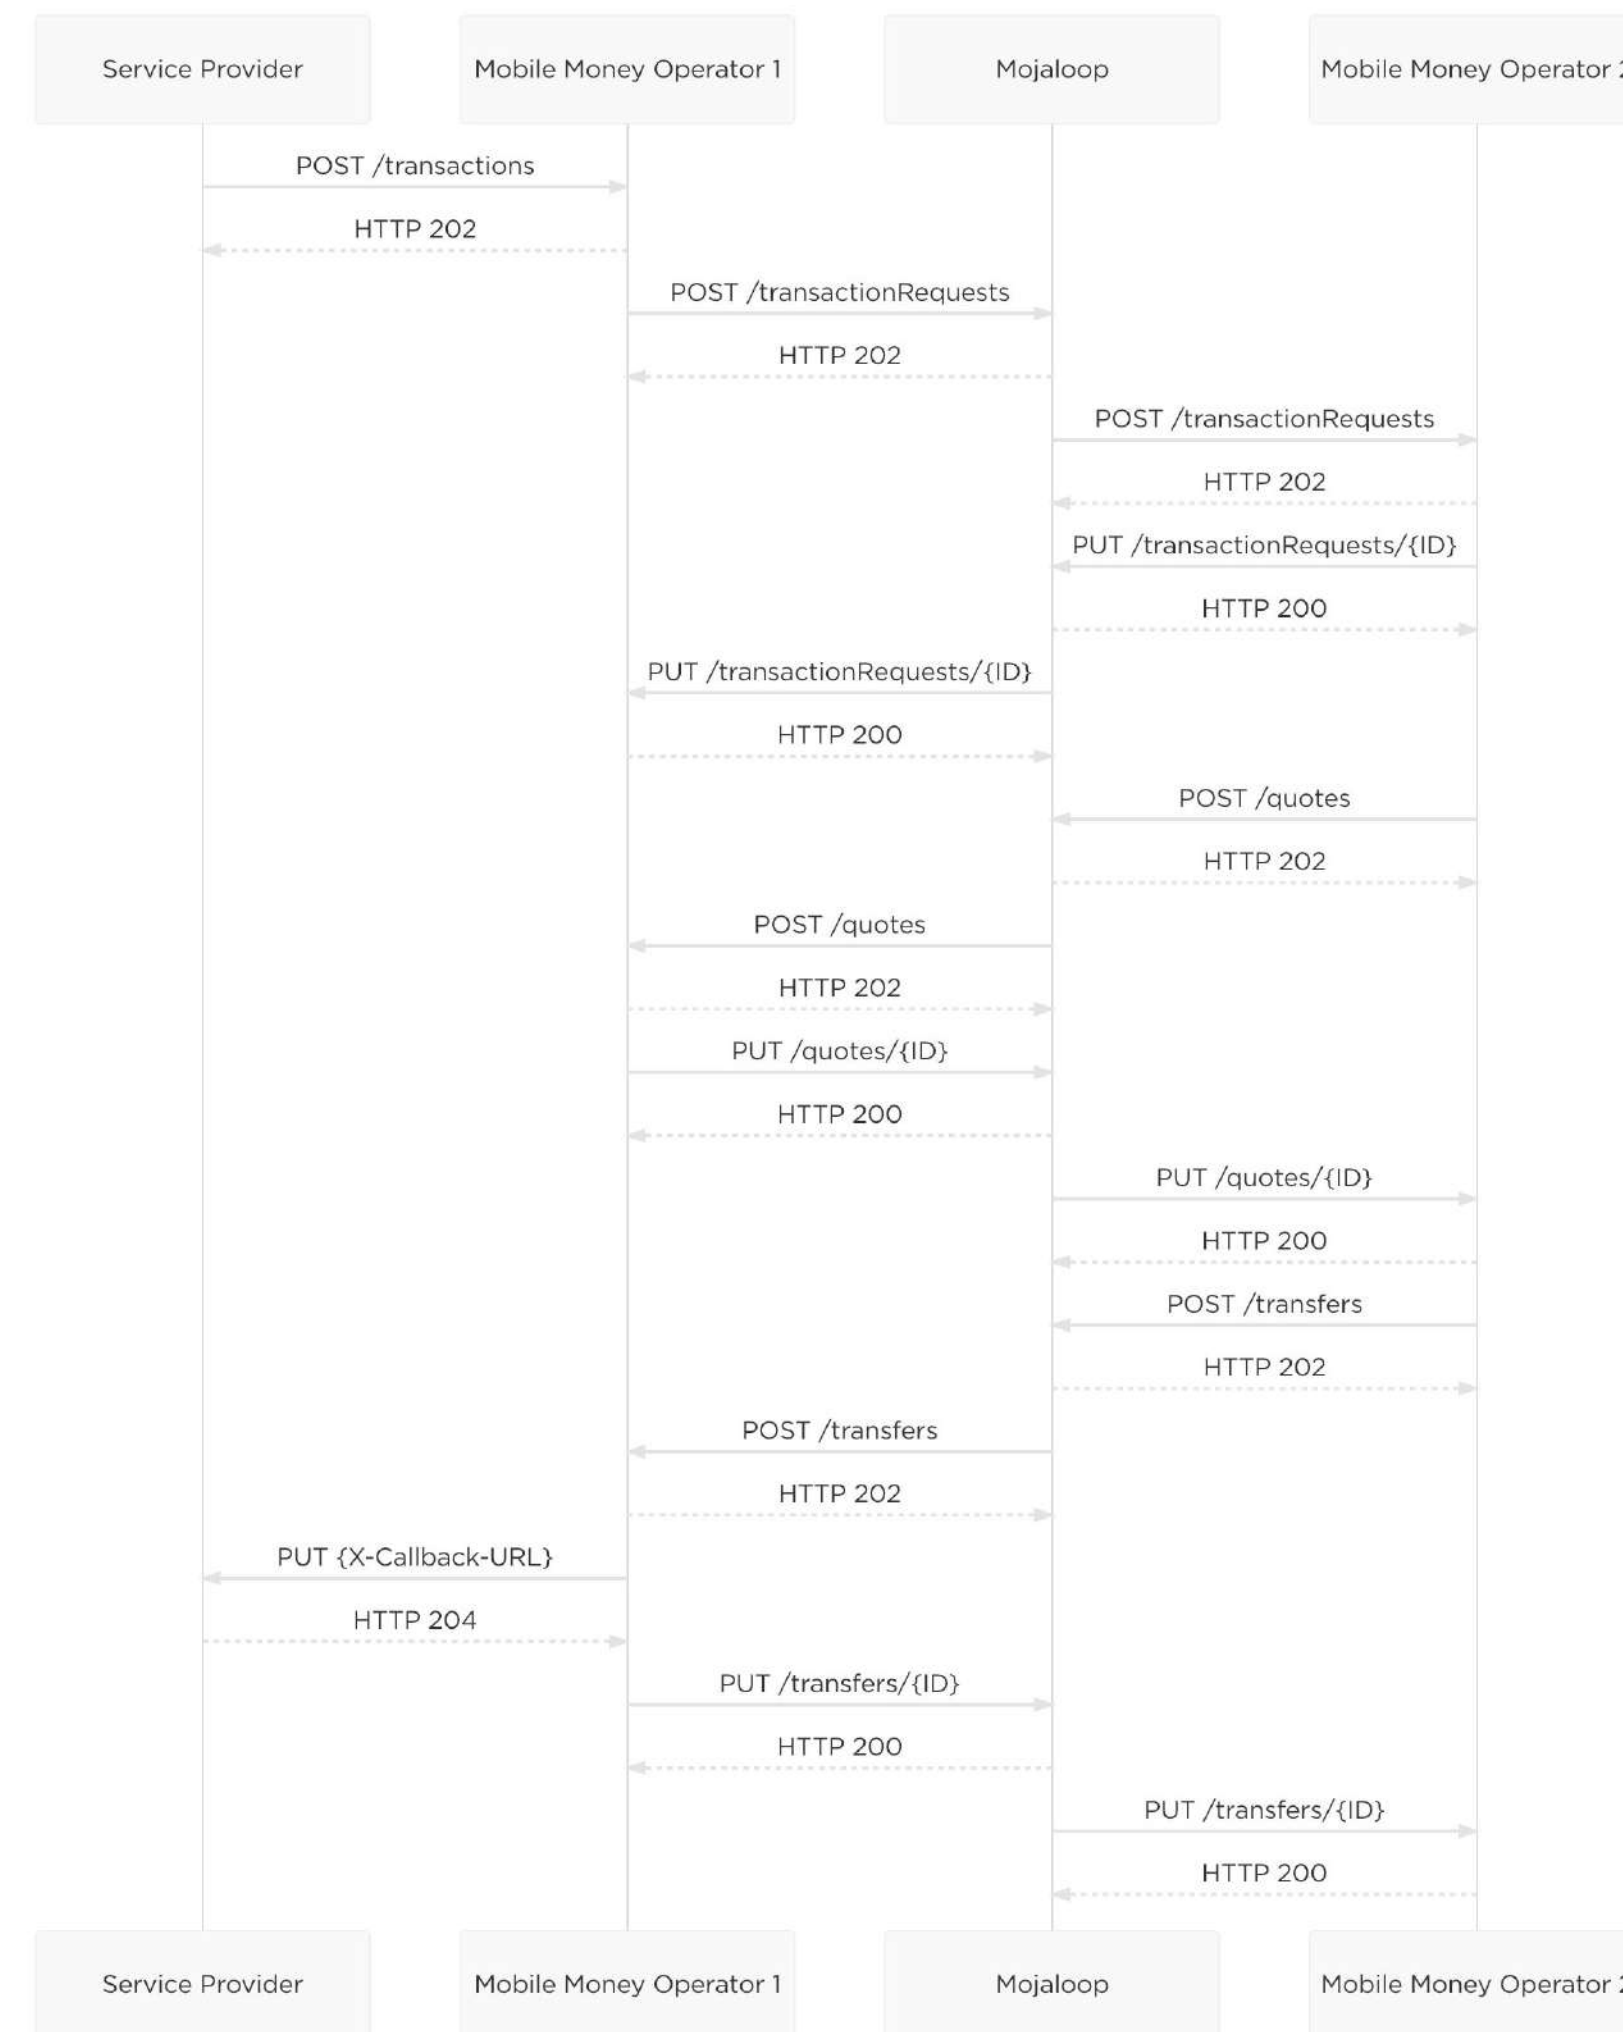 Service Provider
Mobile Money Operator 1
Mojaloop
Mobile Money Operator 2
POST /transactions
HTTP 202
POST /transactionRequests
HTTP 202
POST /transactionRequests
HTTP 202
PUT /transactionRequests/{ID}
HTTP 200
PUT /transactionRequests/{ID}
HTTP 200
POST /quotes
HTTP 202
POST /quotes
HTTP 202
PUT /quotes/{ID}
HTTP 200
PUT /quotes/{ID}
HTTP 200
POST /transfers
HTTP 202
POST /transfers
HTTP 202
PUT {X-Callback-URL}
HTTP 204
PUT /transfers/{ID}
HTTP 200
PUT /transfers/{ID}
HTTP 200
Service Provider
Mobile Money Operator 1
Mojaloop
Mobile Money Operator 2